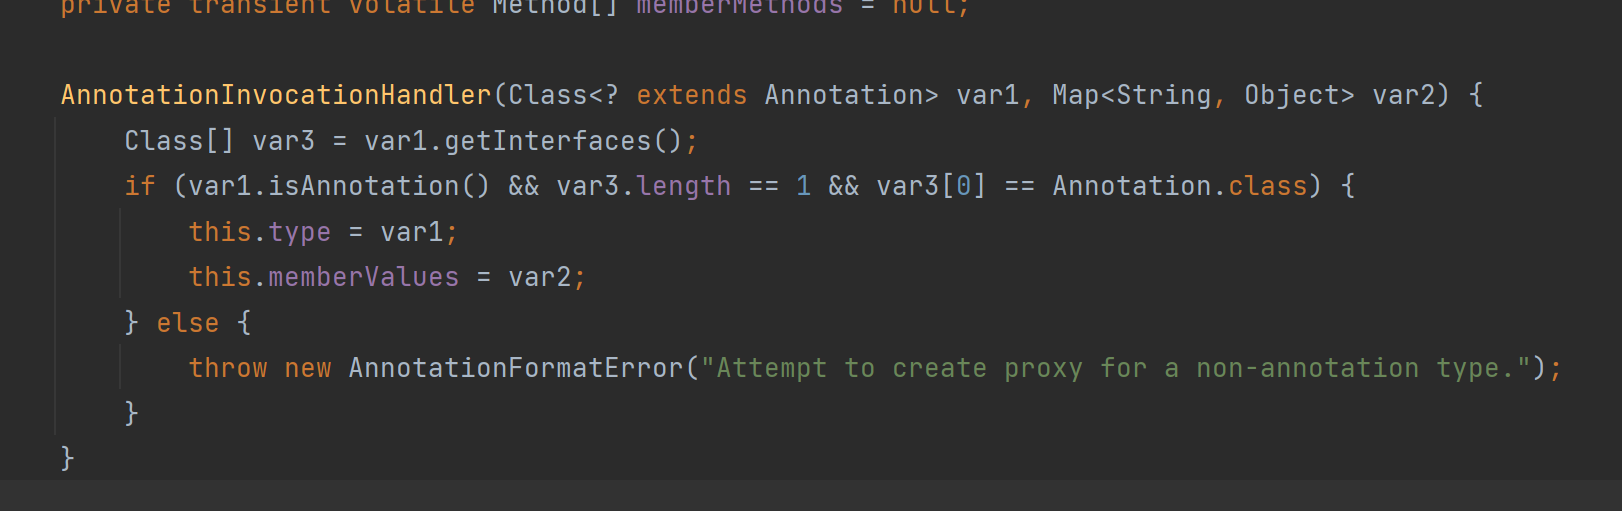 private transient volatile Method[] memberMethods = null;
AnnotationInvocationHandler(Class<? extends Annotation> var1, Map<String, Object> var2) {
Class[] var3 = var1.getInterfaces();
if (var1.isAnnotation() && var3.length == 1 && var3[0] == Annotation.class) {
this.type = var1;
this.memberValues = var2;
} else {
throw new AnnotationFormatError("Attempt to create proxy for a non-annotation type.");
}
}